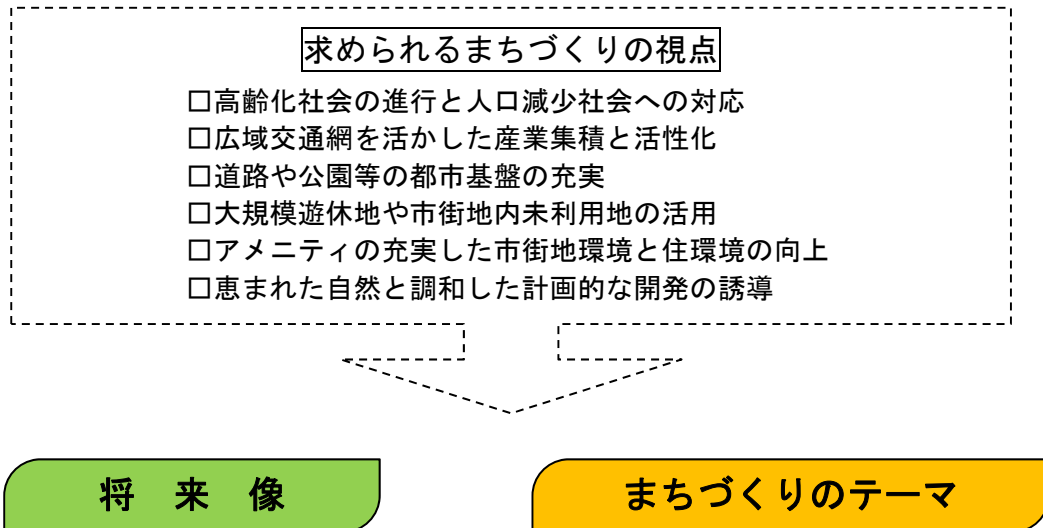 求められるまちづくりの視点
□高齢化社会の進行と人口減少社会への対応
□広域交通網を活かした産業集積と活性化
□道路や公園等の都市基盤の充実
□大規模遊休地や市街地内未利用地の活用
□アメニティの充実した市街地環境と住環境の向上
□恵まれた自然と調和した計画的な開発の誘導
将　来　像
まちづくりのテーマ